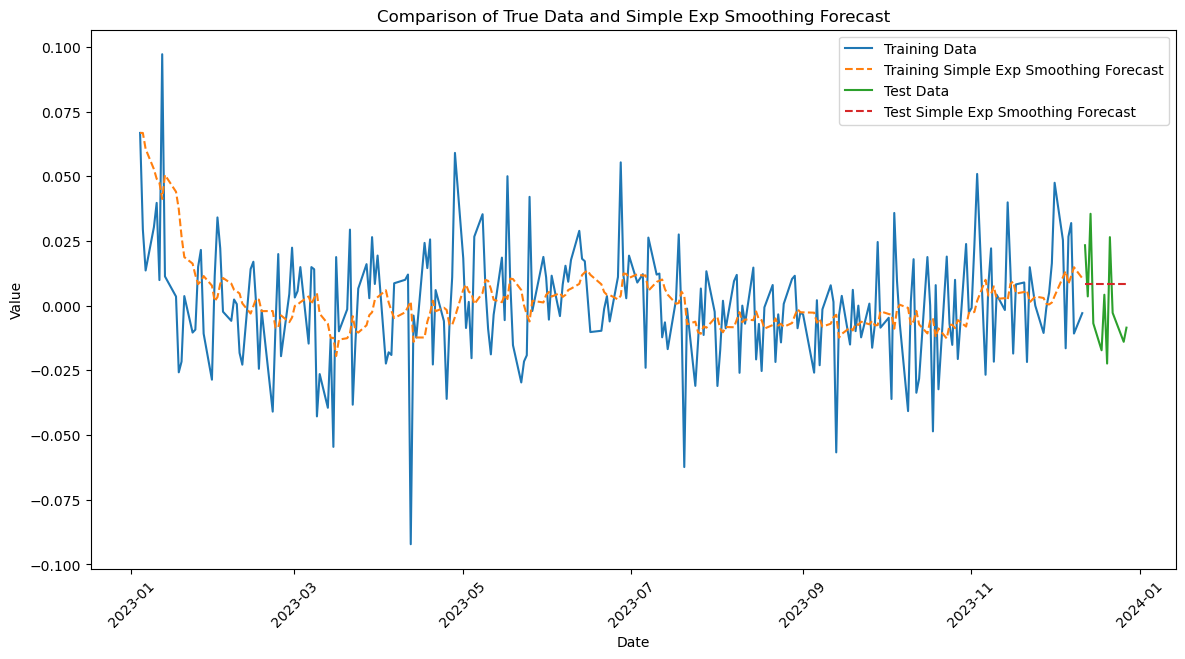 Comparison of True Data and Simple Exp Smoothing Forecast
Training Data
Training Simple Exp Smoothing Forecast
Test Data
Test Simple Exp Smoothing Forecast
Value
0.100
0.075
0.050
0.025
0.000
−0.025
−0.050
−0.075
−0.100
2023-01
2023-03
2023-05
2023-07
2023-09
2023-11
2024-01
Date